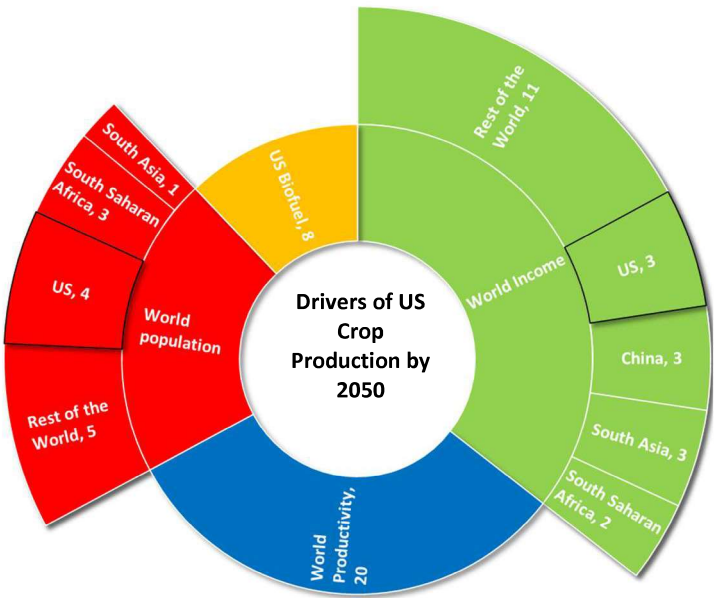 Drivers of US
Crop
Production by
2050
Rest of the
World, 11
US, 3
China, 3
South Asia, 3
South Saharan
Africa, 2
World Income
World
Productivity,
20
World
population
Rest of the
World, 5
US, 4
South Saharan
Africa, 3
South Asia, 1
US Biofuel, 8